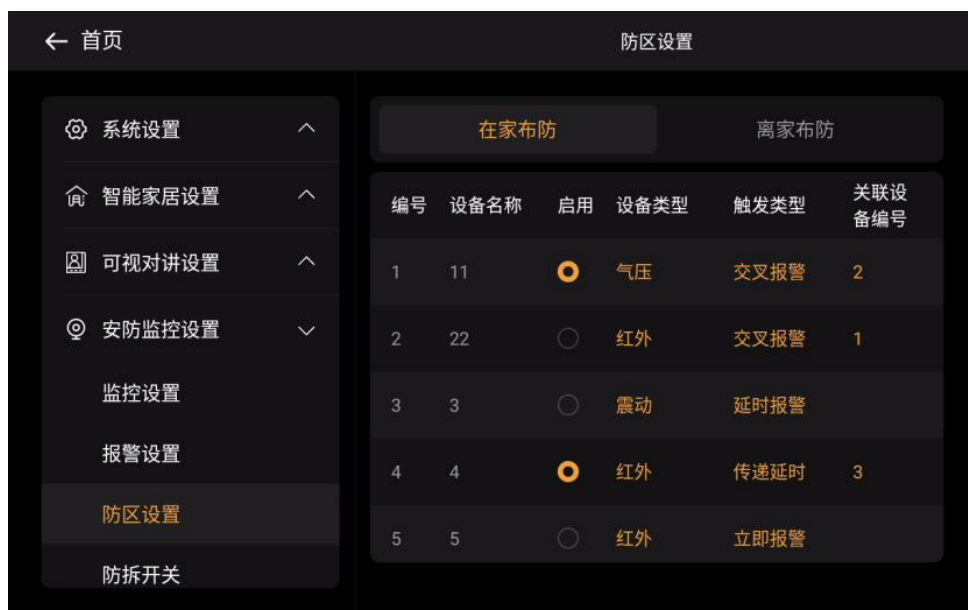 ← 首页
防区设置
系统设置
智能家居设置
可视对讲设置
安防监控设置
监控设置
报警设置
防区设置
防拆开关
在家布防 离家布防
编号 设备名称 启用 设备类型 触发类型 关联设
备编号
1 11 气压 交叉报警 2
2 22 红外 交叉报警 1
3 3 震动 延时报警
4 4 红外 传递延时 3
5 5 红外 立即报警